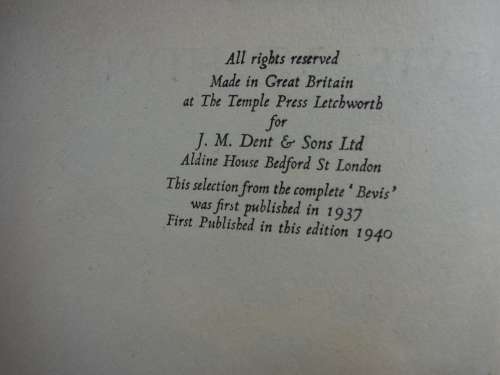 All rights reserved
Made in Great Britain
at The Temple Press Letchworth
for
J. M. Dent & Sons Ltd
Aldine House Bedford St London
This selection from the complete ‘ Bevis’
was first published in 1937
First Published in this edition 1940